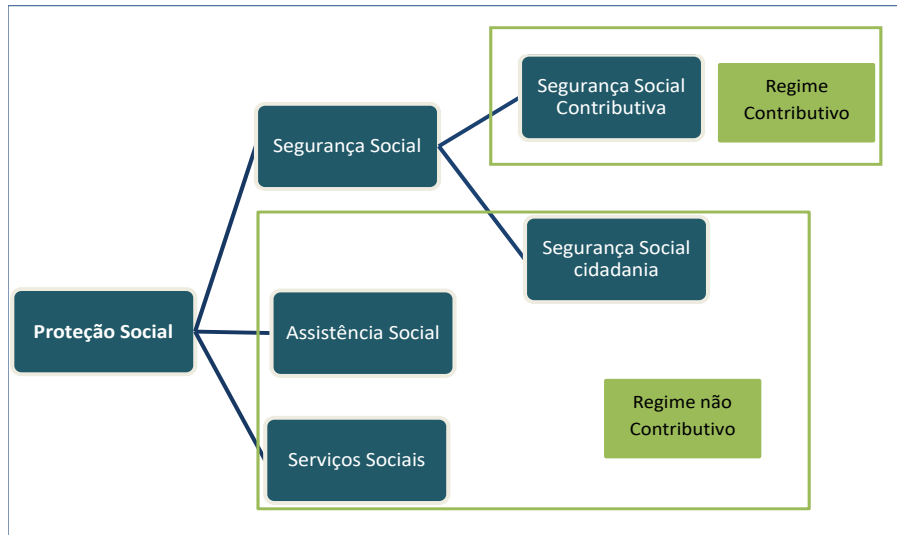 Segurança Social
Contributiva
Regime
Contributivo
Segurança Social
Segurança Social
cidadania
Proteção Social
Assistência Social
Regime não
Contributivo
Serviços Sociais